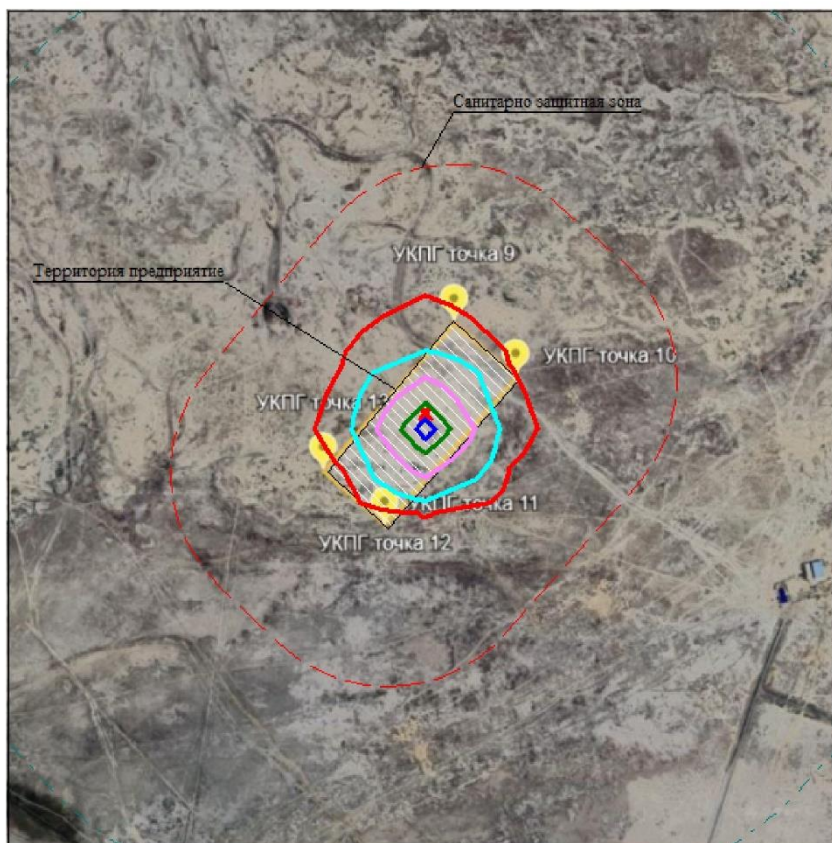 Санитарно защитная зона
УКПГ точка 9
Территория предприятие
УКПГ точка 10
УКПГ точка 13
УКПГ точка 11
УКПГ точка 12